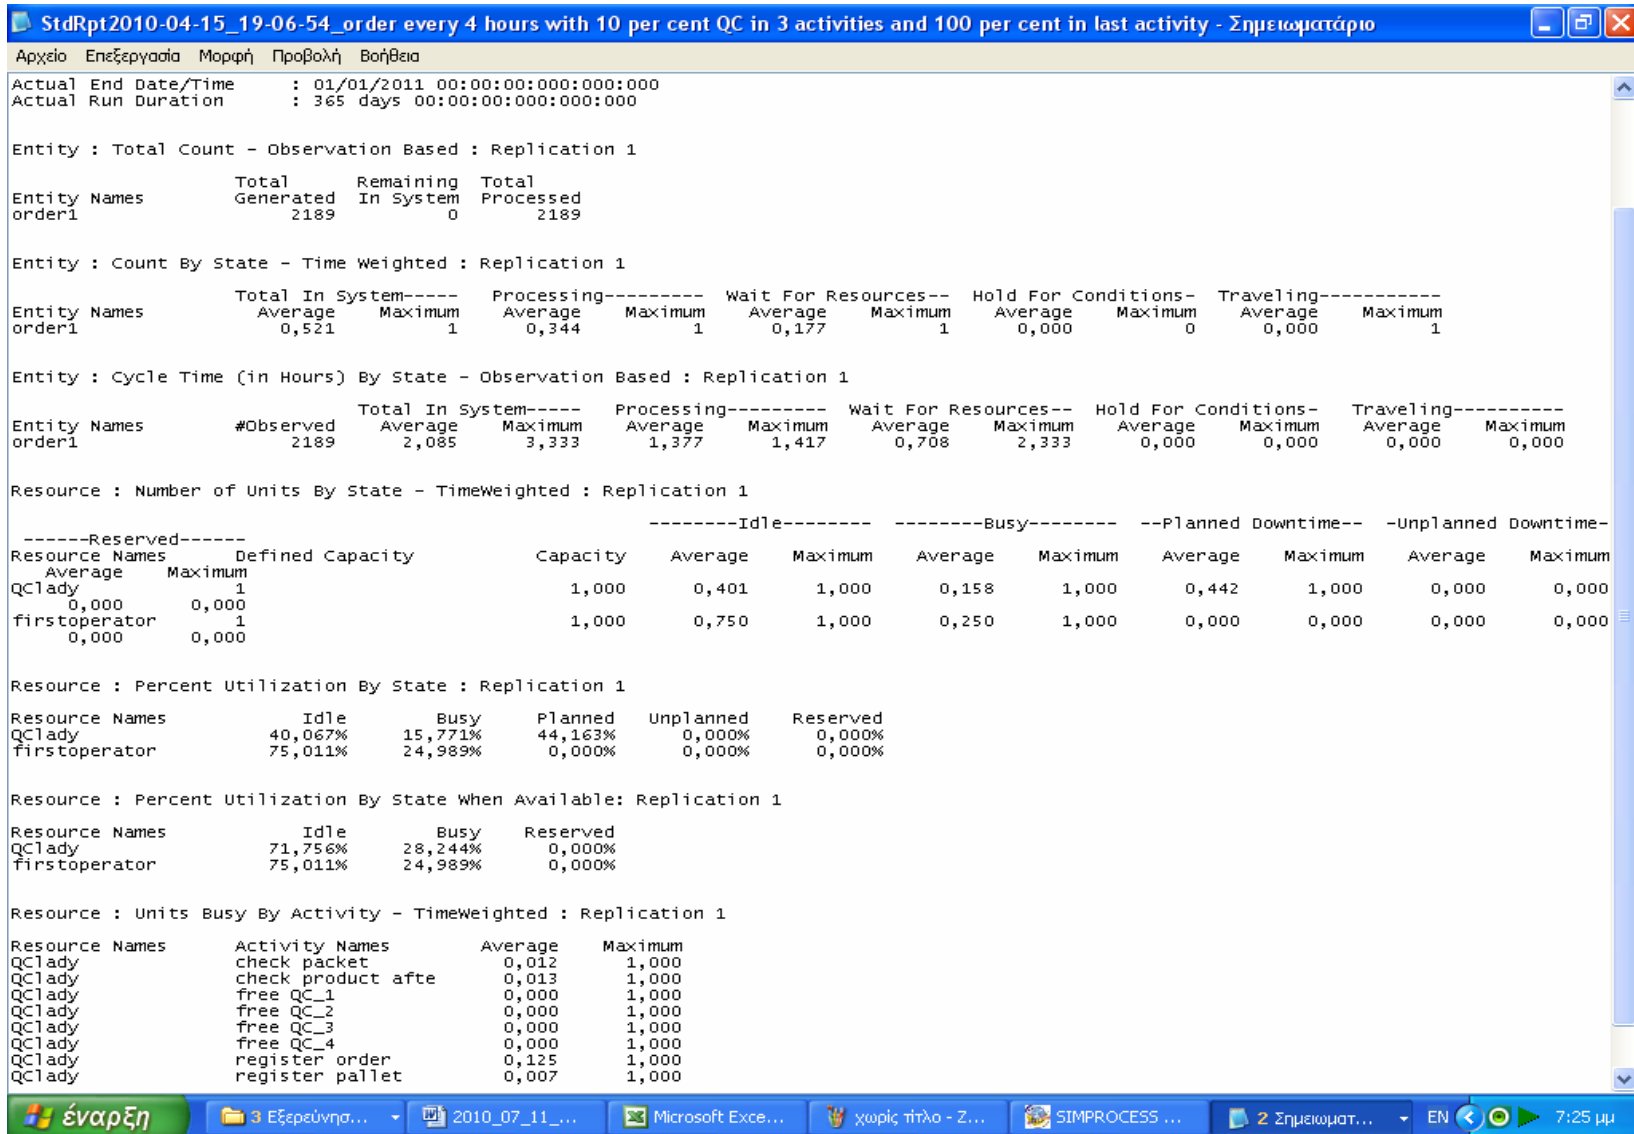 StdRpt2010-04-15_19-06-54_order every 4 hours with 10 per cent QC in 3 activities and 100 per cent in last activity - Σημειωματάριο
Αρχείο Επεξεργασία Μορφή Προβολή Βοήθεια
Actual End Date/Time : 01/01/2011 00:00:00:000:000:000
Actual Run Duration : 365 days 00:00:00:000:000:000
Entity : Total Count - Observation Based : Replication 1
Total Remaining Total
Entity Names Generated In System Processed
order1 2189 0 2189
Entity : Count By State - Time Weighted : Replication 1
Total In System----- Processing--------- Wait For Resources-- Hold For Conditions- Traveling-----------
Entity Names Average Maximum Average Maximum Average Maximum Average Maximum Average Maximum
order1 0,521 1 0,344 1 0,177 1 0,000 0 0,000 1
Entity : Cycle Time (in Hours) By State - Observation Based : Replication 1
Total In System----- Processing--------- Wait For Resources-- Hold For Conditions- Traveling----------
Entity Names #Observed Average Maximum Average Maximum Average Maximum Average Maximum Average Maximum
order1 2189 2,085 3,333 1,377 1,417 0,708 2,333 0,000 0,000 0,000 0,000
Resource : Number of Units By State - TimeWeighted : Replication 1
--------Idle-------- --------Busy-------- --Planned Downtime-- -Unplanned Downtime-
------Reserved------
Resource Names Defined Capacity Capacity Average Maximum Average Maximum Average Maximum Average Maximum
Average Maximum
QClady 1 1,000 0,401 1,000 0,158 1,000 0,442 1,000 0,000 0,000
0,000 0,000
firstoperator 1 1,000 0,750 1,000 0,250 1,000 0,000 0,000 0,000 0,000
0,000 0,000
Resource : Percent Utilization By State : Replication 1
Resource Names Idle Busy Planned Unplanned Reserved
QClady 40,067% 15,771% 44,163% 0,000% 0,000%
firstoperator 75,011% 24,989% 0,000% 0,000% 0,000%
Resource : Percent Utilization By State When Available: Replication 1
Resource Names Idle Busy Reserved
QClady 71,756% 28,244% 0,000%
firstoperator 75,011% 24,989% 0,000%
Resource : Units Busy By Activity - TimeWeighted : Replication 1
Resource Names Activity Names Average Maximum
QClady check packet 0,012 1,000
QClady check product afte 0,013 1,000
QClady free QC_1 0,000 1,000
QClady free QC_2 0,000 1,000
QClady free QC_3 0,000 1,000
QClady free QC_4 0,000 1,000
QClady register order 0,125 1,000
QClady register pallet 0,007 1,000
έναρξη 3 Εξερεύνησ... 2010_07_11_... Microsoft Exce... χωρίς τίτλο - Ζ... SIMPROCESS ... 2 Σημειωματ... EN 7:25 μμ